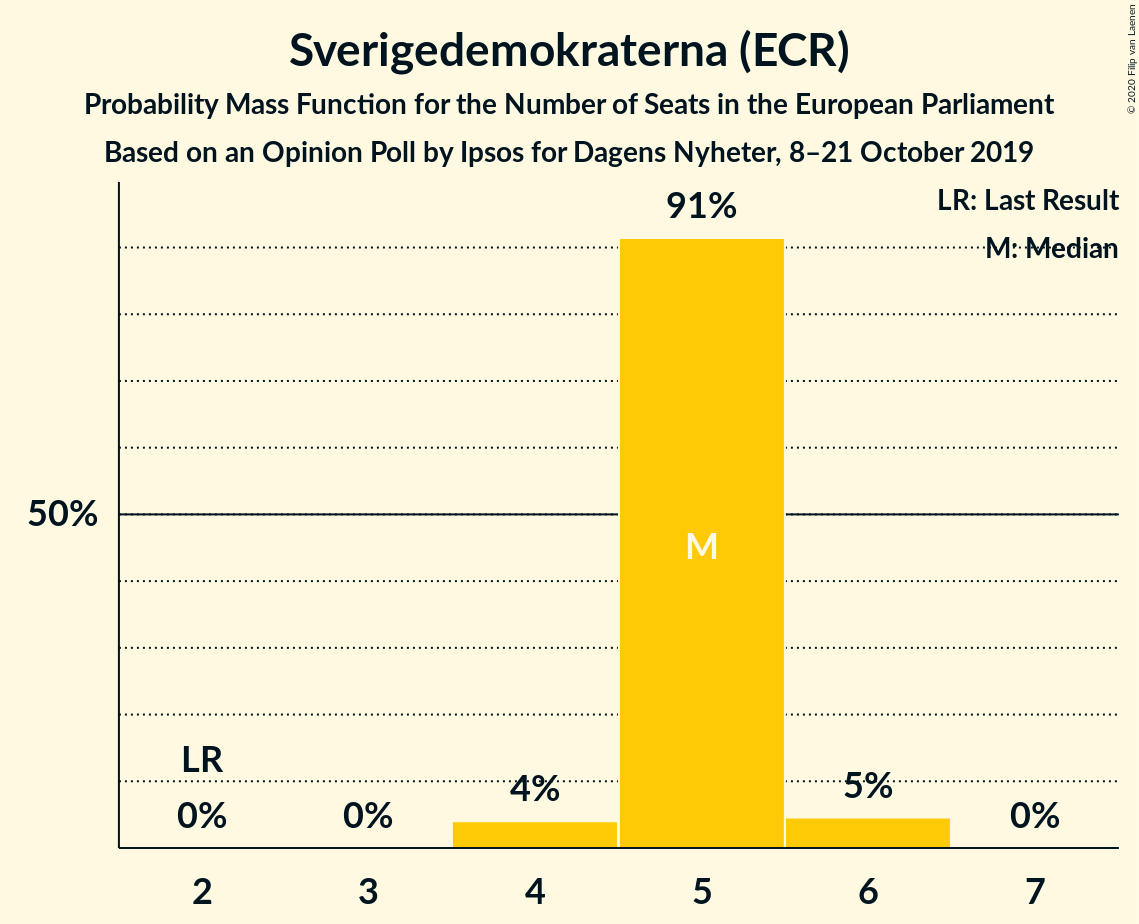 Sverigedemokraterna (ECR)
Probability Mass Function for the Number of Seats in the European Parliament
Based on an Opinion Poll by Ipsos for Dagens Nyheter, 8–21 October 2019
© 2020 Filip van Laenen
LR: Last Result
M: Median
91%
50%
M
LR
0%
0%
4%
5%
0%
2 3 4 5 6 7